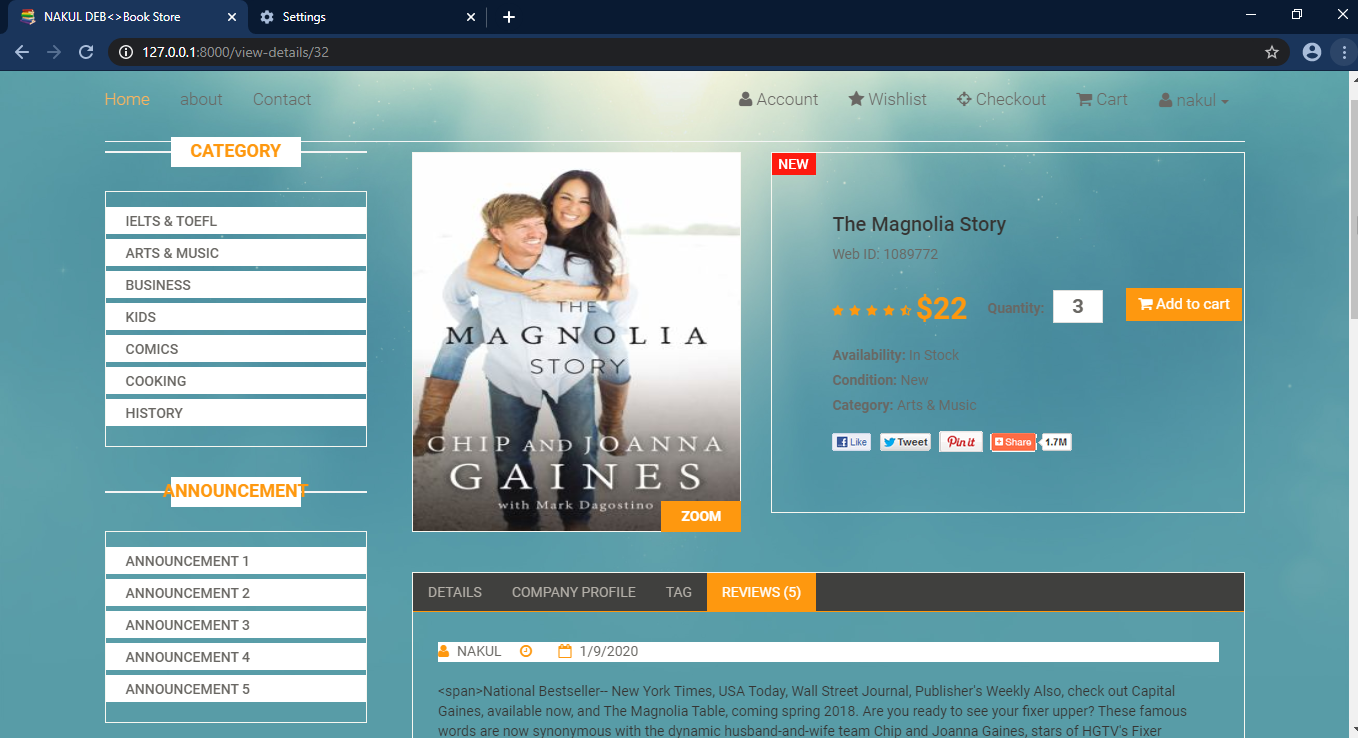 NAKUL DEB<>Book Store
Settings
127.0.0.1:8000/view-details/32
Home about Contact
Account Wishlist Checkout Cart nakul
CATEGORY
IELTS & TOEFL
ARTS & MUSIC
BUSINESS
KIDS
COMICS
COOKING
HISTORY
ANNOUNCEMENT
ANNOUNCEMENT 1
ANNOUNCEMENT 2
ANNOUNCEMENT 3
ANNOUNCEMENT 4
ANNOUNCEMENT 5
THE
MAGNOLIA
STORY
CHIP AND JOANNA
GAINES
with Mark Dagostino
ZOOM
NEW
The Magnolia Story
Web ID: 1089772
$22 Quantity: 3 Add to cart
Availability: In Stock
Condition: New
Category: Arts & Music
Like Tweet Pin it Share 1.7M
DETAILS COMPANY PROFILE TAG REVIEWS (5)
NAKUL 1/9/2020
<span>National Bestseller-- New York Times, USA Today, Wall Street Journal, Publisher's Weekly Also, check out Capital
Gaines, available now, and The Magnolia Table, coming spring 2018. Are you ready to see your fixer upper? These famous
words are now synonymous with the dynamic husband-and-wife team Chip and Joanna Gaines, stars of HGTV's Fixer